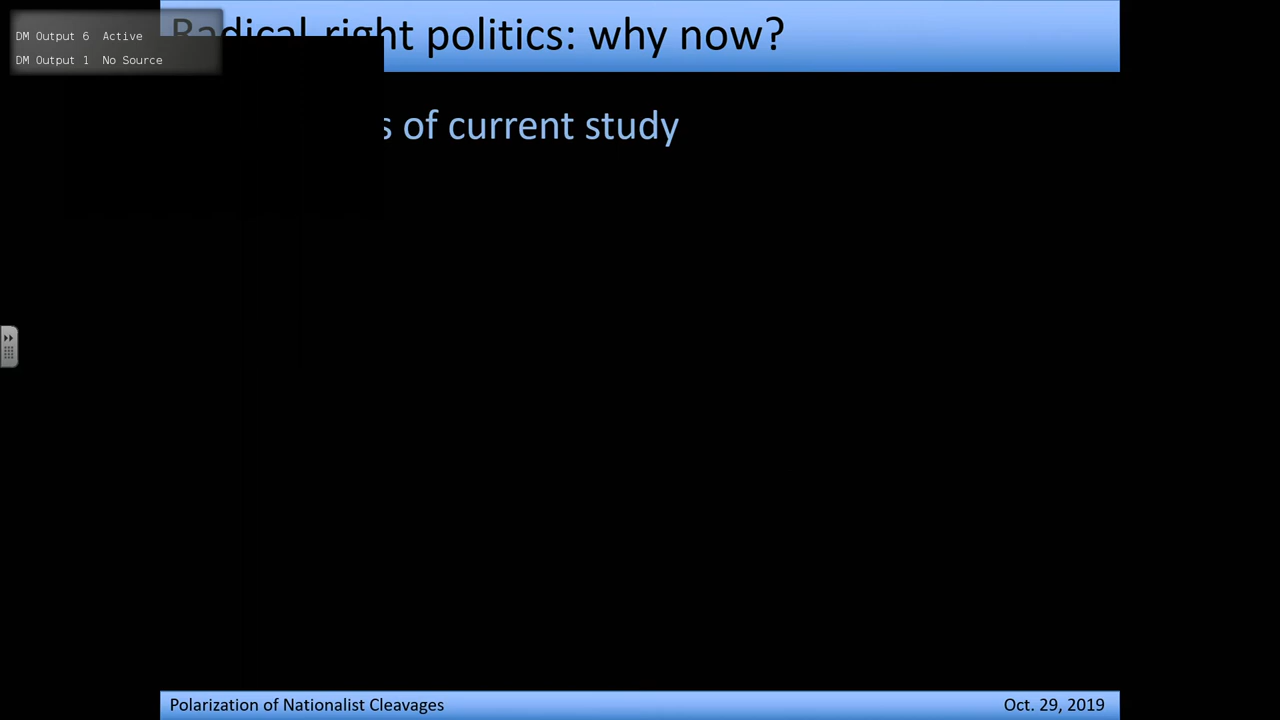 DM Output 6 Active
DM Output 1 No Source
Radical right politics: why now?
of current study
Polarization of Nationalist Cleavages
Oct. 29, 2019